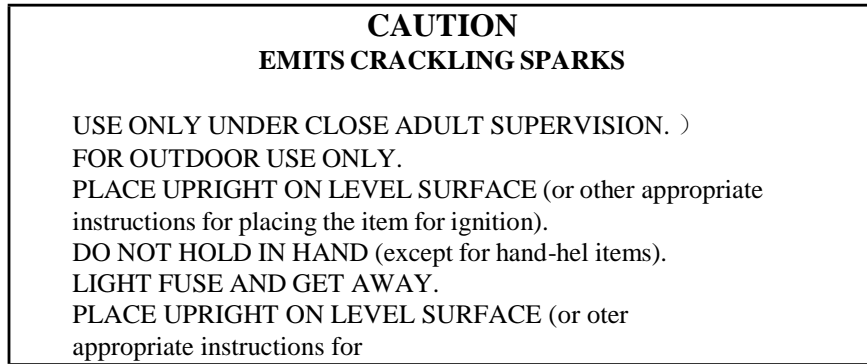 CAUTION
EMITS CRACKLING SPARKS
USE ONLY UNDER CLOSE ADULT SUPERVISION. ）
FOR OUTDOOR USE ONLY.
PLACE UPRIGHT ON LEVEL SURFACE (or other appropriate
instructions for placing the item for ignition).
DO NOT HOLD IN HAND (except for hand-hel items).
LIGHT FUSE AND GET AWAY.
PLACE UPRIGHT ON LEVEL SURFACE (or oter
appropriate instructions for